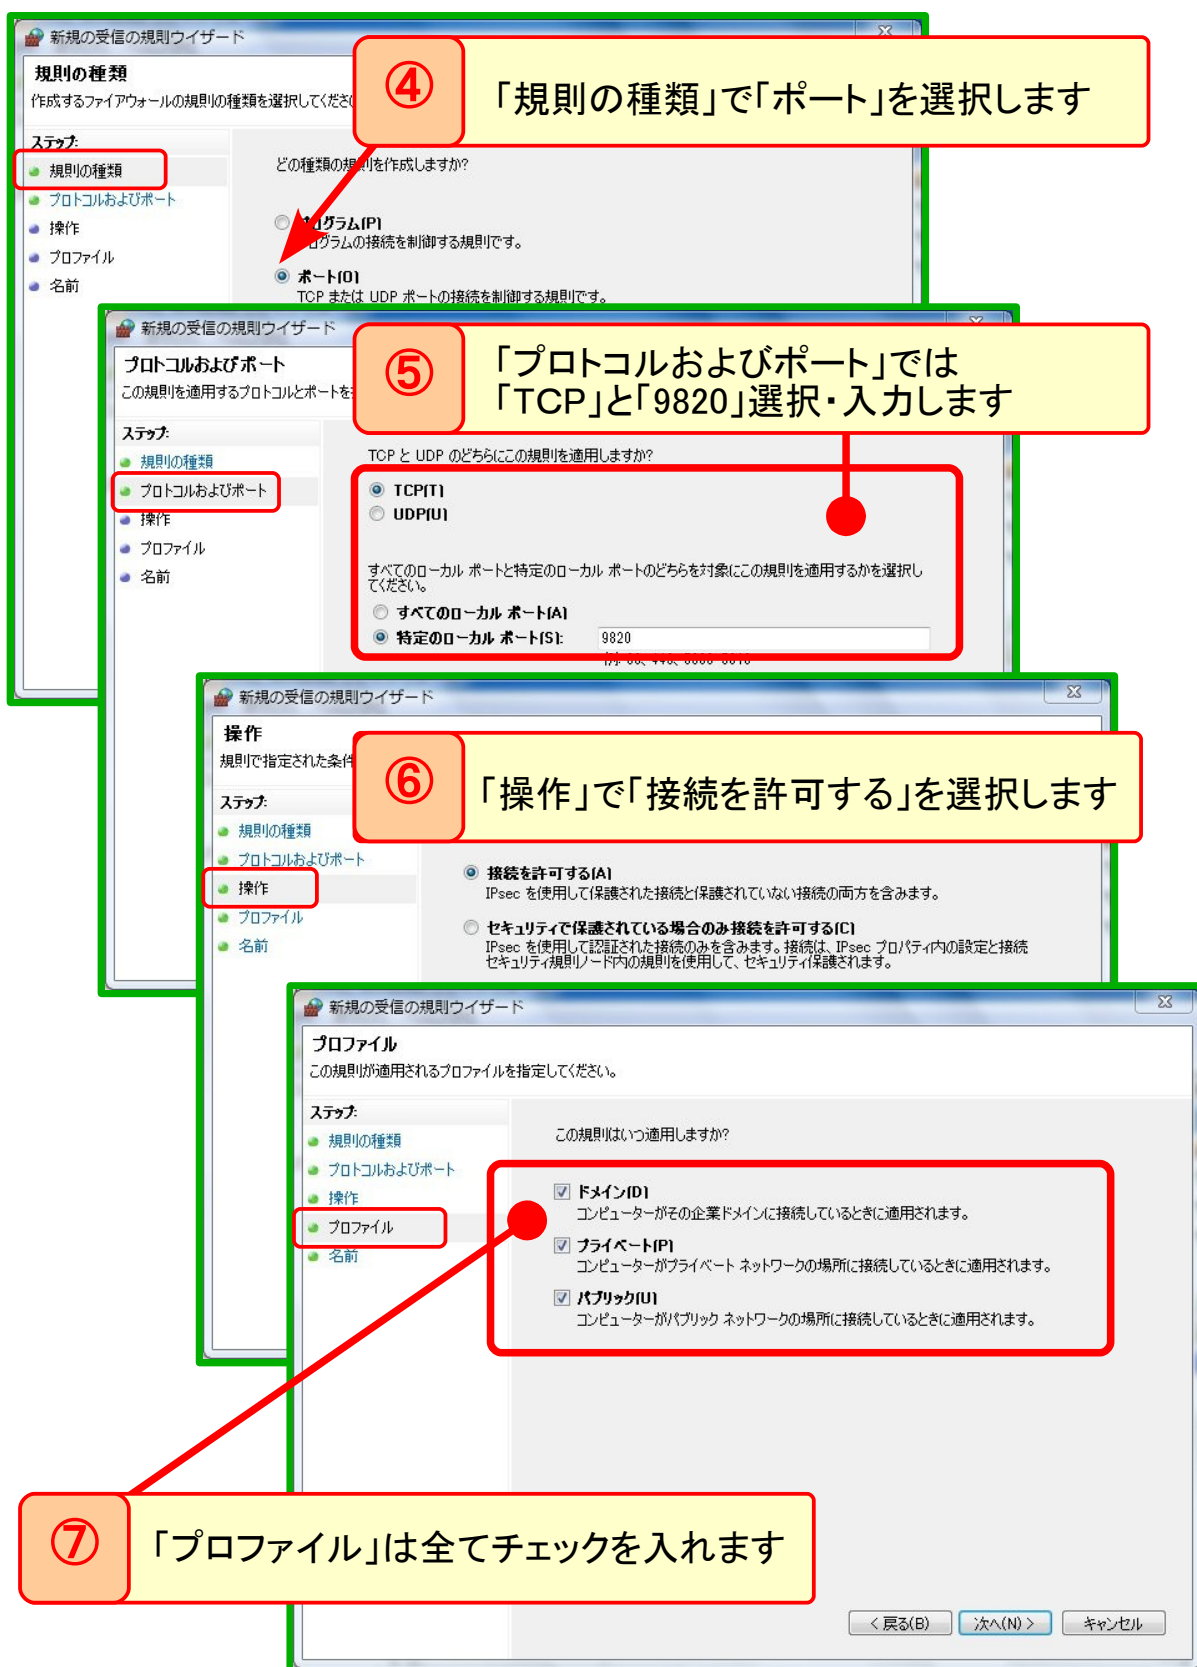 新規の受信の規則ウィザード
規則の種類
作成するファイアウォールの規則の種類を選択してくださ
④
「規則の種類」で「ポート」を選択します
ステップ:
規則の種類
プロトコルおよびポート
操作
プロファイル
名前
どの種類の規則を作成しますか?
プログラム(P)
プログラムの接続を制御する規則です。
ポート(O)
TCP または UDP ポートの接続を制御する規則です。
新規の受信の規則ウィザード
プロトコルおよびポート
この規則を適用するプロトコルとポートを
⑤
「プロトコルおよびポート」では
「TCP」と「9820」選択・入力します
ステップ:
規則の種類
プロトコルおよびポート
操作
プロファイル
名前
TCP と UDP のどちらにこの規則を適用しますか?
TCP(T)
UDP(U)
すべてのローカル ポートと特定のローカル ポートのどちらを対象にこの規則を適用するかを選択し
てください。
すべてのローカル ポート(A)
特定のローカル ポート(S):
9820
新規の受信の規則ウィザード
操作
規則で指定された条件
⑥
「操作」で「接続を許可する」を選択します
ステップ:
規則の種類
プロトコルおよびポート
操作
プロファイル
名前
接続を許可する(A)
IPsec を使用して保護された接続と保護されていない接続の両方を含みます。
セキュリティで保護されている場合のみ接続を許可する(C)
IPsec を使用して認証された接続のみを含みます。接続は、IPsec プロパティ内の設定と接続
セキュリティ規則ノード内の規則を使用して、セキュリティ保護されます。
新規の受信の規則ウィザード
プロファイル
この規則が適用されるプロファイルを指定してください。
ステップ:
規則の種類
プロトコルおよびポート
操作
プロファイル
名前
この規則はいつ適用しますか?
ドメイン(D)
コンピューターがその企業ドメインに接続しているときに適用されます。
プライベート(P)
コンピューターがプライベート ネットワークの場所に接続しているときに適用されます。
パブリック(U)
コンピューターがパブリック ネットワークの場所に接続しているときに適用されます。
⑦
「プロファイル」は全てチェックを入れます
< 戻る(B)
次へ(N) >
キャンセル